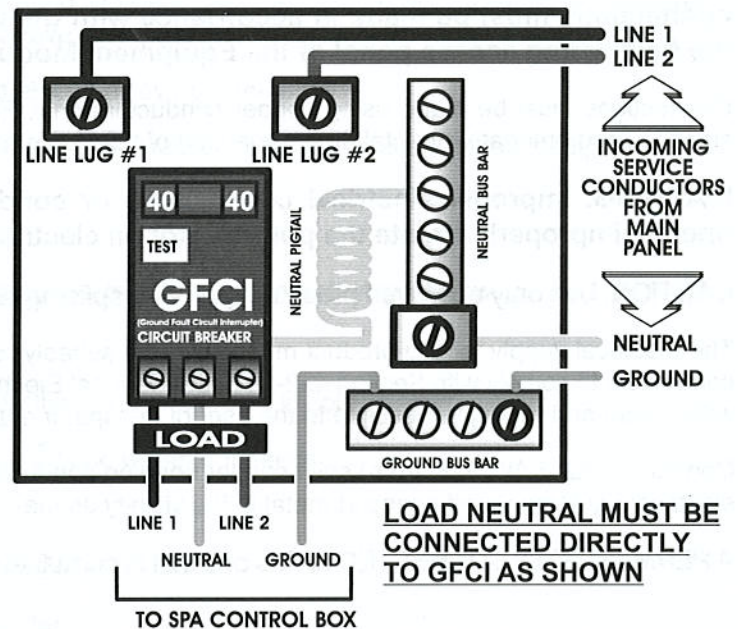 LINE 1
LINE 2
LINE LUG #1
LINE LUG #2
INCOMING
SERVICE
CONDUCTORS
FROM
MAIN
PANEL
NEUTRAL BUS BAR
NEUTRAL PIGTAIL
40 40
TEST
GFCI
(Ground Fault Circuit Interrupter)
CIRCUIT BREAKER
NEUTRAL
GROUND
LOAD
GROUND BUS BAR
LINE 1 LINE 2
NEUTRAL GROUND
TO SPA CONTROL BOX
LOAD NEUTRAL MUST BE
CONNECTED DIRECTLY
TO GFCI AS SHOWN